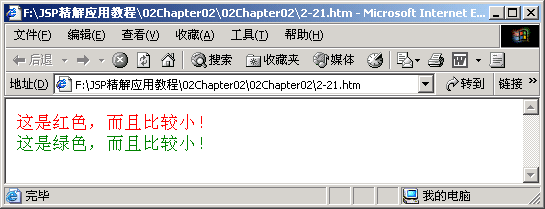 F:\JSP精解应用教程\02Chapter02\02Chapter02\2-21.htm - Microsoft Internet E...
文件(F) 编辑(E) 查看(V) 收藏(A) 工具(T) 帮助(H)
后退 搜索 收藏夹 媒体
地址(D) F:\JSP精解应用教程\02Chapter02\02Chapter02\2-21.htm 转到 链接 »
这是红色，而且比较小！
这是绿色，而且比较小！
完毕 我的电脑